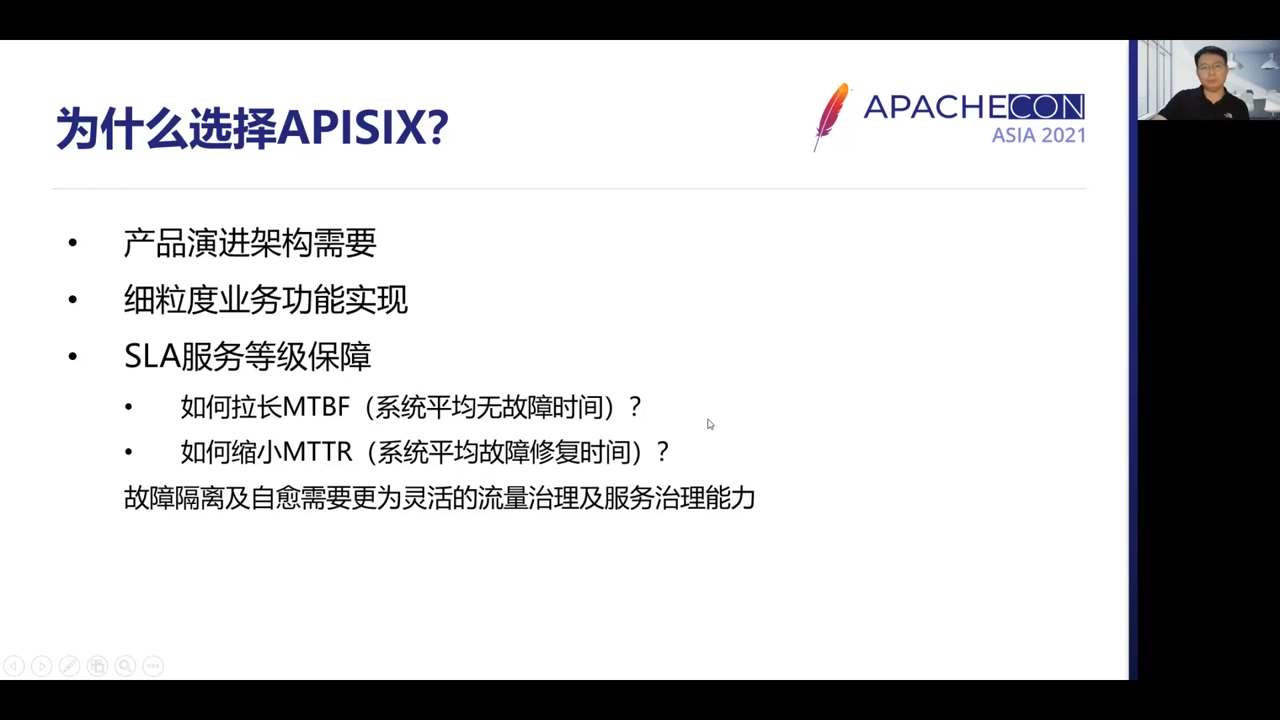 为什么选择APISIX?
APACHECON
ASIA 2021
• 产品演进架构需要
• 细粒度业务功能实现
• SLA服务等级保障
• 如何拉长MTBF（系统平均无故障时间）?
• 如何缩小MTTR（系统平均故障修复时间）?
故障隔离及自愈需要更为灵活的流量治理及服务治理能力